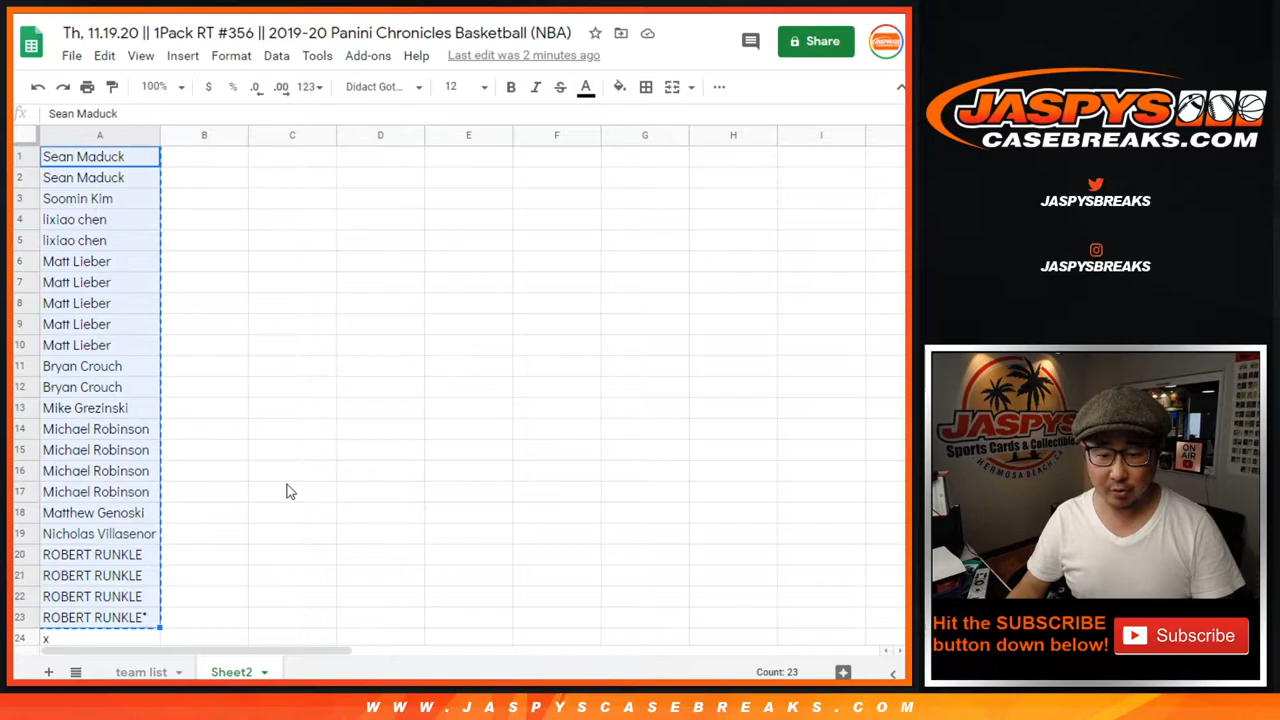 Th, 11.19.20 || 1Pack RT #356 || 2019-20 Panini Chronicles Basketball (NBA)
File Edit View Insert Format Data Tools Add-ons Help Last edit was 2 minutes ago
Share
100% $ % .0 .00 123 Didact Got... 12 B I S A
fx Sean Maduck
A B C D E F G H I
1 Sean Maduck
2 Sean Maduck
3 Soomin Kim
4 lixiao chen
5 lixiao chen
6 Matt Lieber
7 Matt Lieber
8 Matt Lieber
9 Matt Lieber
10 Matt Lieber
11 Bryan Crouch
12 Bryan Crouch
13 Mike Grezinski
14 Michael Robinson
15 Michael Robinson
16 Michael Robinson
17 Michael Robinson
18 Matthew Genoski
19 Nicholas Villasenor
20 ROBERT RUNKLE
21 ROBERT RUNKLE
22 ROBERT RUNKLE
23 ROBERT RUNKLE*
24 x
team list Sheet2 Count: 23
JASPYS
CASEBREAKS.COM
JASPYSBREAKS
JASPYSBREAKS
JASPYS
Sports Cards & Collectibles
HERMOSA BEACH, CA
ON AIR
Hit the SUBSCRIBE
button down below!
Subscribe
WWW.JASPYSCASEBREAKS.COM